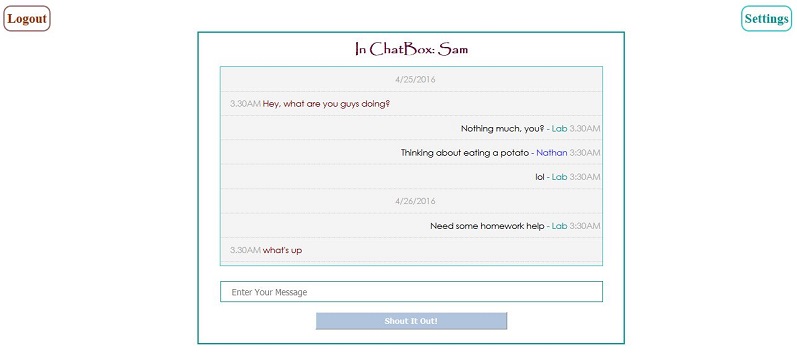 Logout
Settings
In ChatBox: Sam
4/25/2016
3.30AM Hey, what are you guys doing?
Nothing much, you? - Lab 3.30AM
Thinking about eating a potato - Nathan 3:30AM
lol - Lab 3:30AM
4/26/2016
Need some homework help - Lab 3:30AM
3.30AM what's up
Enter Your Message
Shout It Out!